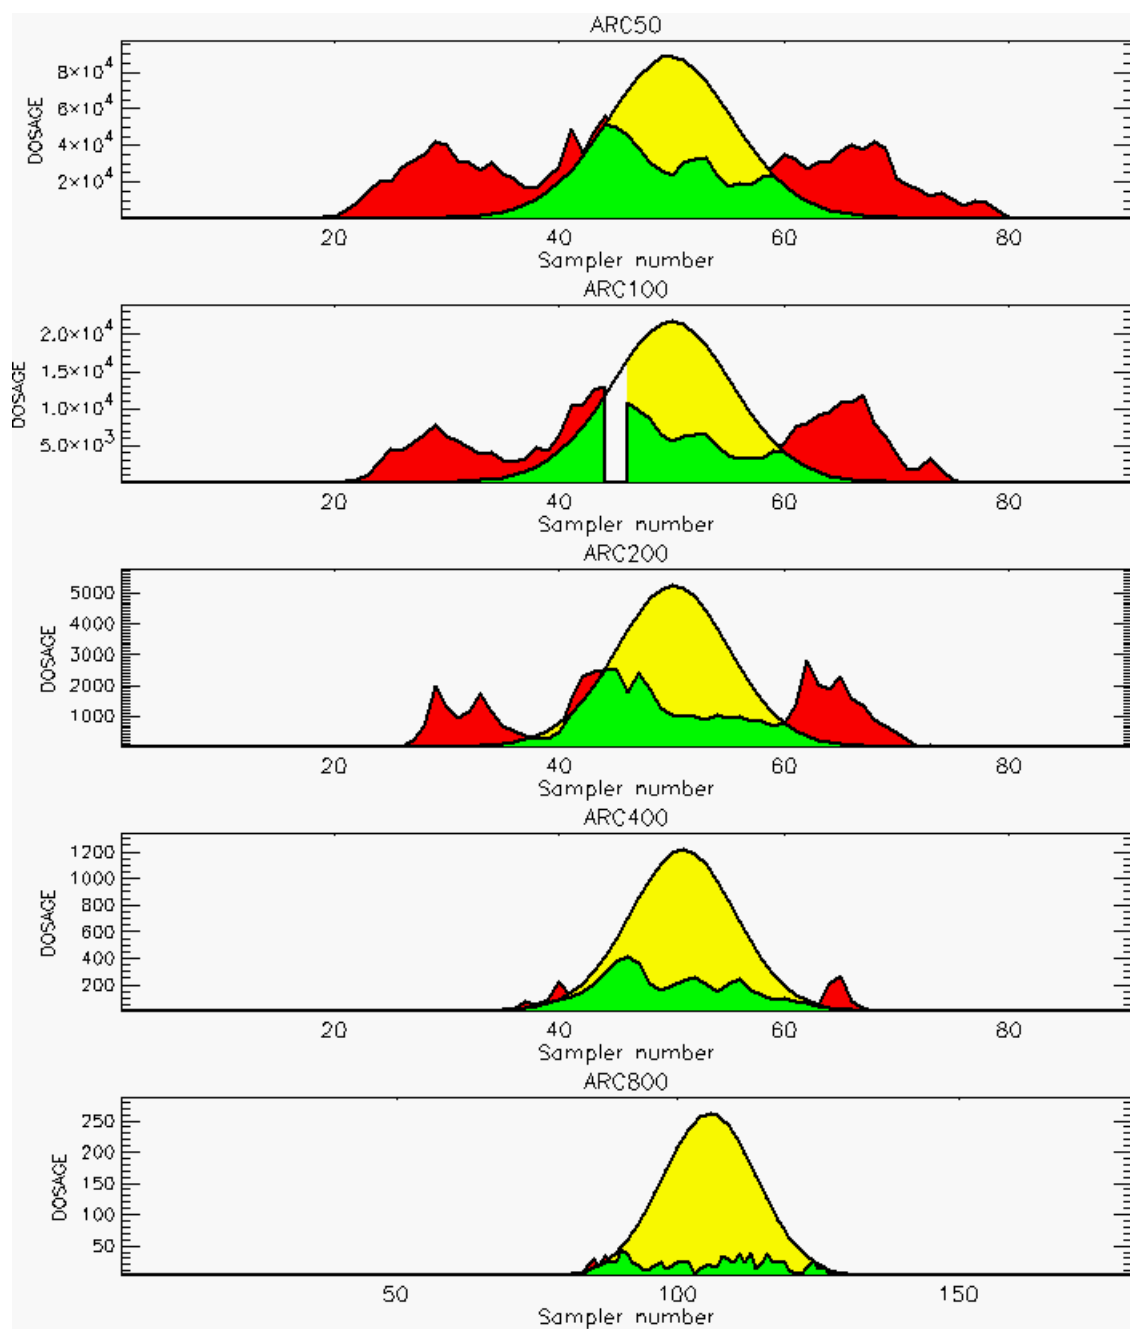 ARC50
DOSAGE
8×10⁴
6×10⁴
4×10⁴
2×10⁴
20 40 60 80
Sampler number
ARC100
DOSAGE
2.0×10⁴
1.5×10⁴
1.0×10⁴
5.0×10³
20 40 60 80
Sampler number
ARC200
DOSAGE
5000
4000
3000
2000
1000
20 40 60 80
Sampler number
ARC400
DOSAGE
1200
1000
800
600
400
200
20 40 60 80
Sampler number
ARC800
DOSAGE
250
200
150
100
50
50 100 150
Sampler number